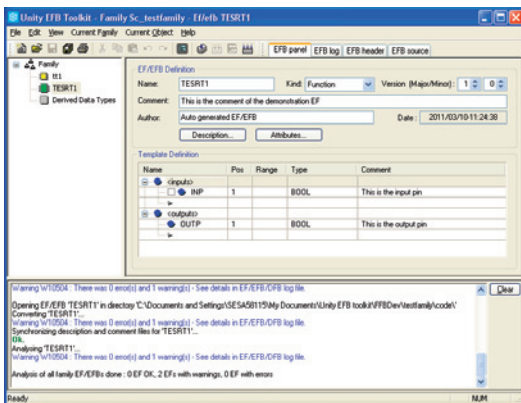 Unity EFB Toolkit - Family Sc_testfamily - Ef/efb TESRT1
File Edit View Current Family Current Object Help
EFB panel EFB log EFB header EFB source
Family
tt1
TESRT1
Derived Data Types
EF/EFB Definition
Name: TESRT1 Kind: Function Version (Major/Minor): 1 0
Comment: This is the comment of the demonstration EF
Author: Auto generated EF/EFB Date: 2011/03/10-11:24:38
Description... Attributes...
Template Definition
Name Pos Range Type Comment
<inputs>
INP 1 BOOL This is the input pin
<outputs>
OUTP 1 BOOL This is the output pin
Warning W10504 : There was 0 error(s) and 1 warning(s) - See details in EF/EFB/DFB log file.
Clear
Opening EF/EFB 'TESRT1' in directory 'C:\Documents and Settings\SESA58115\My Documents\Unity EFB toolkit\FFBDev\testfamily\code\'
Converting 'TESRT1'...
Warning W10504 : There was 0 error(s) and 1 warning(s) - See details in EF/EFB/DFB log file.
Synchronizing description and comment files for 'TESRT1'...
Ok.
Analysing 'TESRT1'...
Warning W10504 : There was 0 error(s) and 1 warning(s) - See details in EF/EFB/DFB log file.
Analysis of all family EF/EFBs done : 0 EF OK, 2 EFs with warnings, 0 EF with errors
Ready NUM